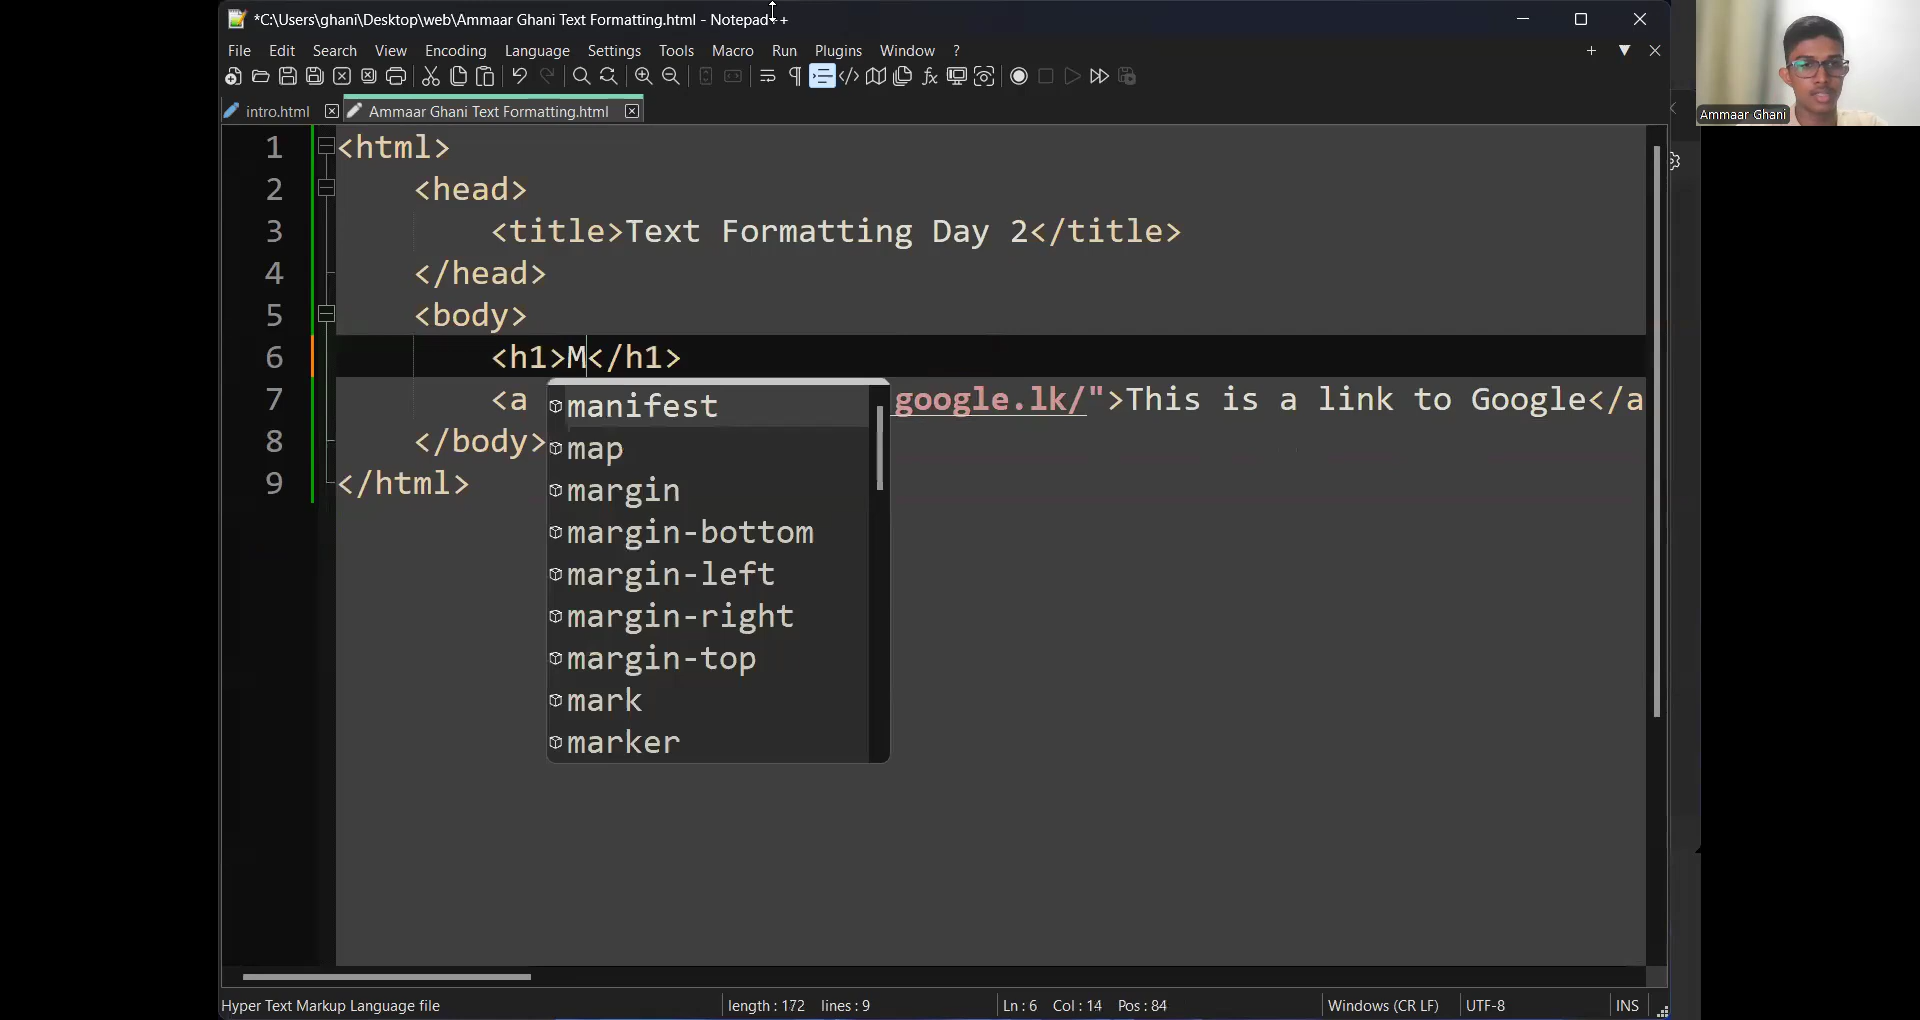 *C:\Users\ghani\Desktop\web\Ammaar Ghani Text Formatting.html - Notepad++
File Edit Search View Encoding Language Settings Tools Macro Run Plugins Window ?
intro.html Ammaar Ghani Text Formatting.html
1 <html>
2 <head>
3 <title>Text Formatting Day 2</title>
4 </head>
5 <body>
6 <h1>M</h1>
7 <a google.lk/">This is a link to Google</a
8 </body>
9 </html>
manifest
map
margin
margin-bottom
margin-left
margin-right
margin-top
mark
marker
Hyper Text Markup Language file length : 172 lines : 9 Ln : 6 Col : 14 Pos : 84 Windows (CR LF) UTF-8 INS
Ammaar Ghani